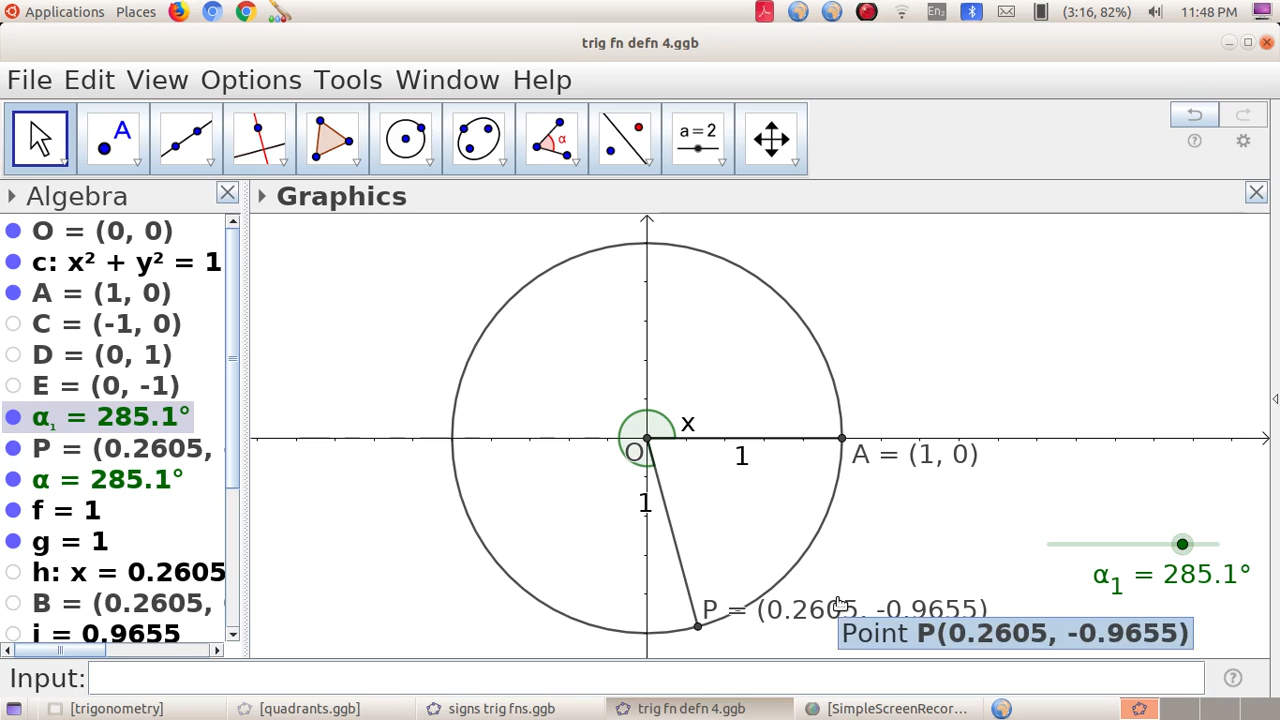 Applications Places En₂ (3:16, 82%) 11:48 PM
trig fn defn 4.ggb
File Edit View Options Tools Window Help
A α a=2
Algebra
Graphics
O = (0, 0)
c: x² + y² = 1
A = (1, 0)
C = (-1, 0)
D = (0, 1)
E = (0, -1)
α₁ = 285.1°
P = (0.2605,
α = 285.1°
f = 1
g = 1
h: x = 0.2605
B = (0.2605,
i = 0.9655
x
O
1
A = (1, 0)
1
α₁ = 285.1°
P = (0.2605, -0.9655)
Point P(0.2605, -0.9655)
Input:
[trigonometry] [quadrants.ggb] signs trig fns.ggb trig fn defn 4.ggb [SimpleScreenRecor...